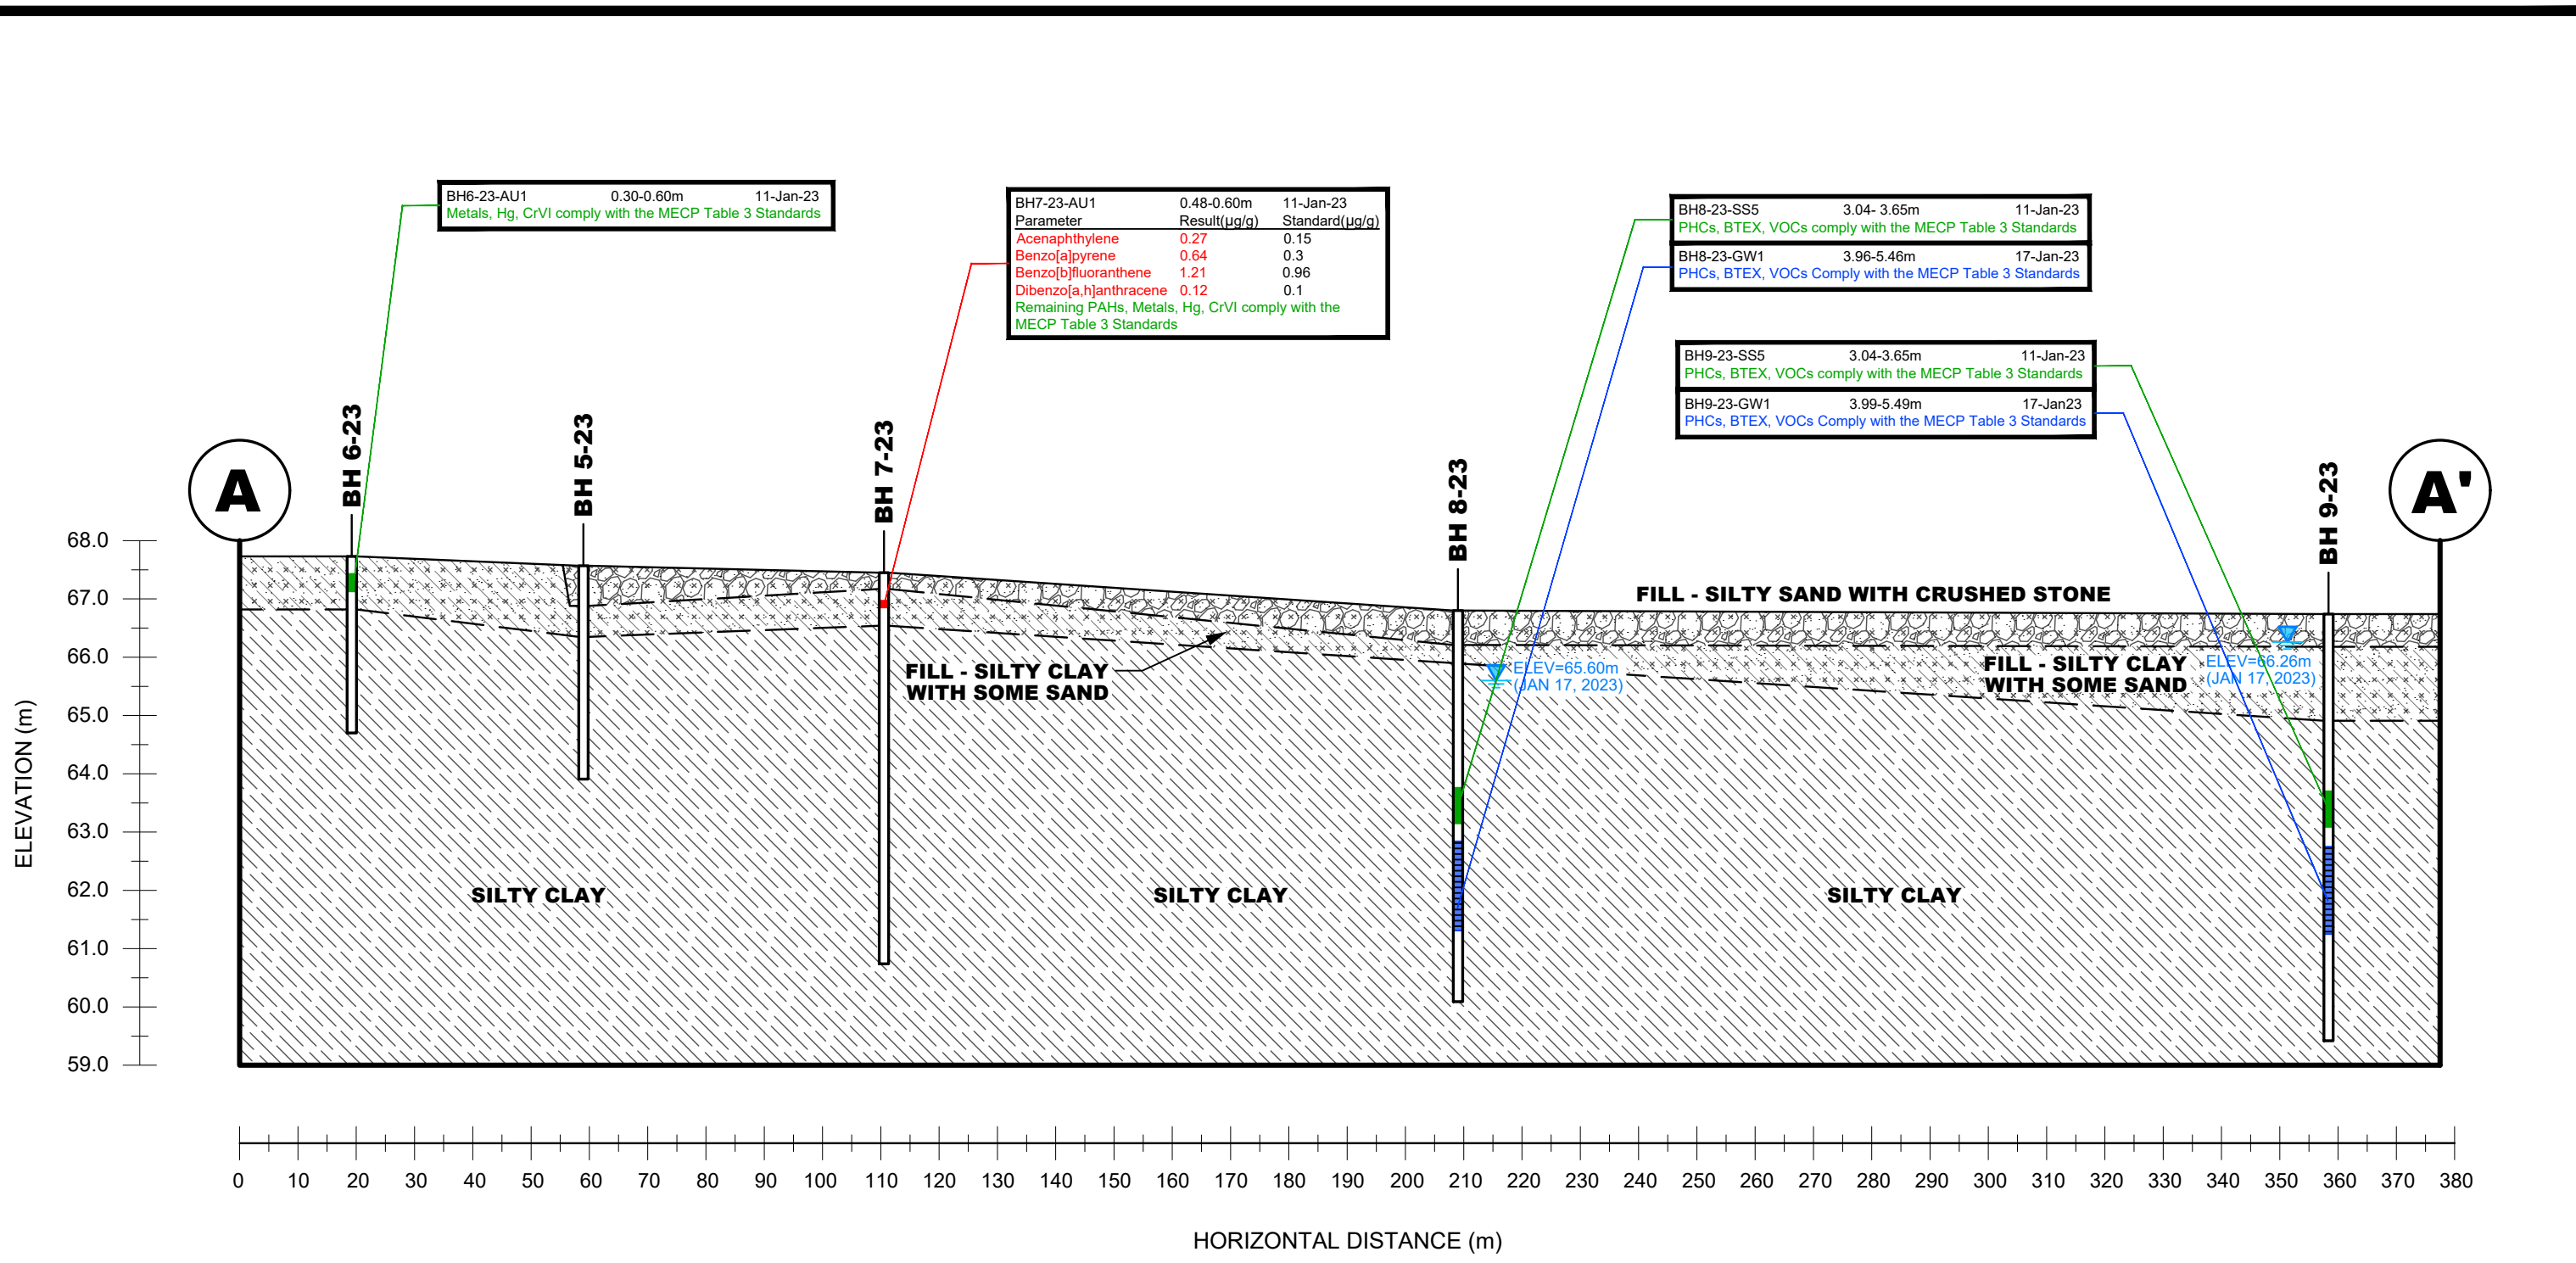 BH6-23-AU1 0.30-0.60m 11-Jan-23
Metals, Hg, CrVI comply with the MECP Table 3 Standards
BH7-23-AU1 0.48-0.60m 11-Jan-23
Parameter Result(µg/g) Standard(µg/g)
Acenaphthylene 0.27 0.15
Benzo[a]pyrene 0.64 0.3
Benzo[b]fluoranthene 1.21 0.96
Dibenzo[a,h]anthracene 0.12 0.1
Remaining PAHs, Metals, Hg, CrVI comply with the
MECP Table 3 Standards
BH8-23-SS5 3.04- 3.65m 11-Jan-23
PHCs, BTEX, VOCs comply with the MECP Table 3 Standards
BH8-23-GW1 3.96-5.46m 17-Jan-23
PHCs, BTEX, VOCs Comply with the MECP Table 3 Standards
BH9-23-SS5 3.04-3.65m 11-Jan-23
PHCs, BTEX, VOCs comply with the MECP Table 3 Standards
BH9-23-GW1 3.99-5.49m 17-Jan23
PHCs, BTEX, VOCs Comply with the MECP Table 3 Standards
A
BH 6-23
BH 5-23
BH 7-23
BH 8-23
BH 9-23
A'
FILL - SILTY SAND WITH CRUSHED STONE
FILL - SILTY CLAY
WITH SOME SAND
ELEV=65.60m
(JAN 17, 2023)
FILL - SILTY CLAY
WITH SOME SAND
ELEV=66.26m
(JAN 17, 2023)
SILTY CLAY
SILTY CLAY
SILTY CLAY
ELEVATION (m)
68.0
67.0
66.0
65.0
64.0
63.0
62.0
61.0
60.0
59.0
0 10 20 30 40 50 60 70 80 90 100 110 120 130 140 150 160 170 180 190 200 210 220 230 240 250 260 270 280 290 300 310 320 330 340 350 360 370 380
HORIZONTAL DISTANCE (m)